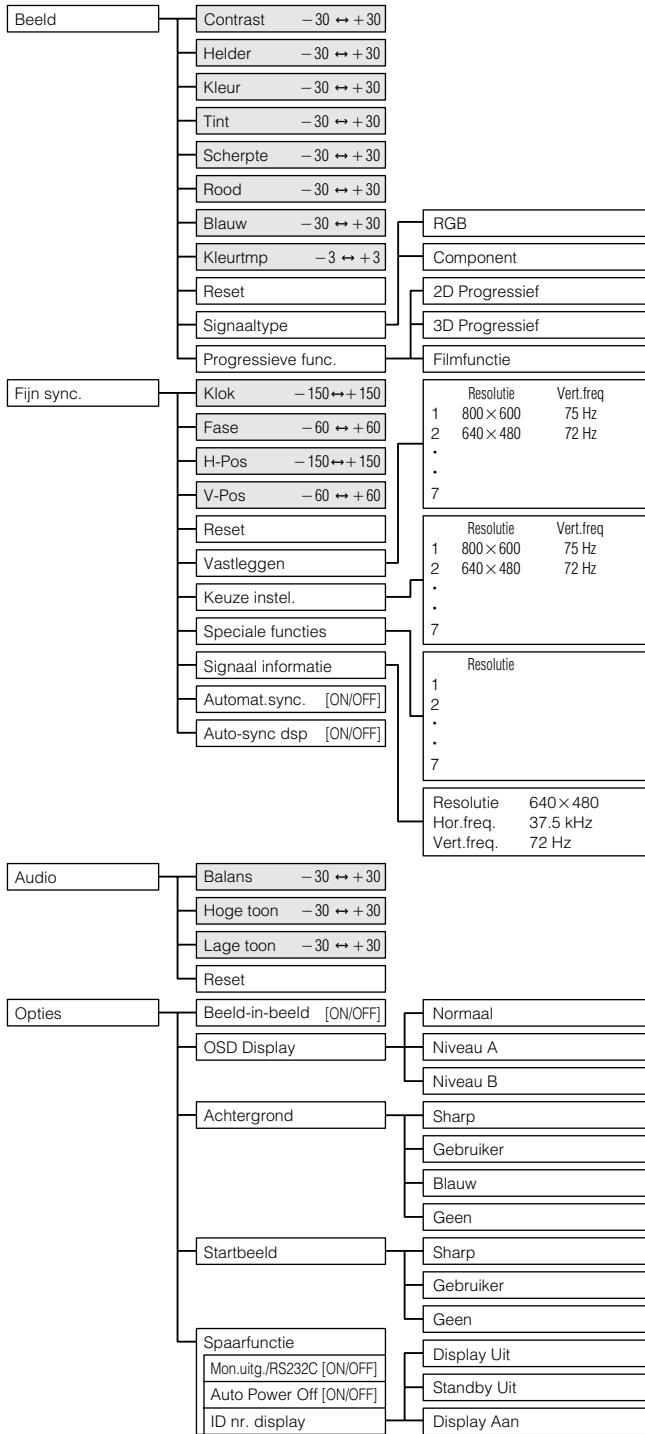 Beeld
Contrast −30 ↔ +30
Helder −30 ↔ +30
Kleur −30 ↔ +30
Tint −30 ↔ +30
Scherpte −30 ↔ +30
Rood −30 ↔ +30
Blauw −30 ↔ +30
Kleurtmp −3 ↔ +3
Reset
Signaaltype
RGB
Component
Progressieve func.
2D Progressief
3D Progressief
Filmfunctie
Fijn sync.
Klok −150↔+150
Fase −60 ↔ +60
H-Pos −150↔+150
V-Pos −60 ↔ +60
Reset
Vastleggen
Resolutie Vert.freq
1 800×600 75 Hz
2 640×480 72 Hz
•
•
7
Keuze instel.
Resolutie Vert.freq
1 800×600 75 Hz
2 640×480 72 Hz
•
•
7
Speciale functies
Resolutie
1
2
•
•
7
Signaal informatie
Resolutie 640×480
Hor.freq. 37.5 kHz
Vert.freq. 72 Hz
Automat.sync. [ON/OFF]
Auto-sync dsp [ON/OFF]
Audio
Balans −30 ↔ +30
Hoge toon −30 ↔ +30
Lage toon −30 ↔ +30
Reset
Opties
Beeld-in-beeld [ON/OFF]
OSD Display
Normaal
Niveau A
Niveau B
Achtergrond
Sharp
Gebruiker
Blauw
Geen
Startbeeld
Sharp
Gebruiker
Geen
Spaarfunctie
Mon.uitg./RS232C [ON/OFF]
Auto Power Off [ON/OFF]
ID nr. display
Display Uit
Standby Uit
Display Aan